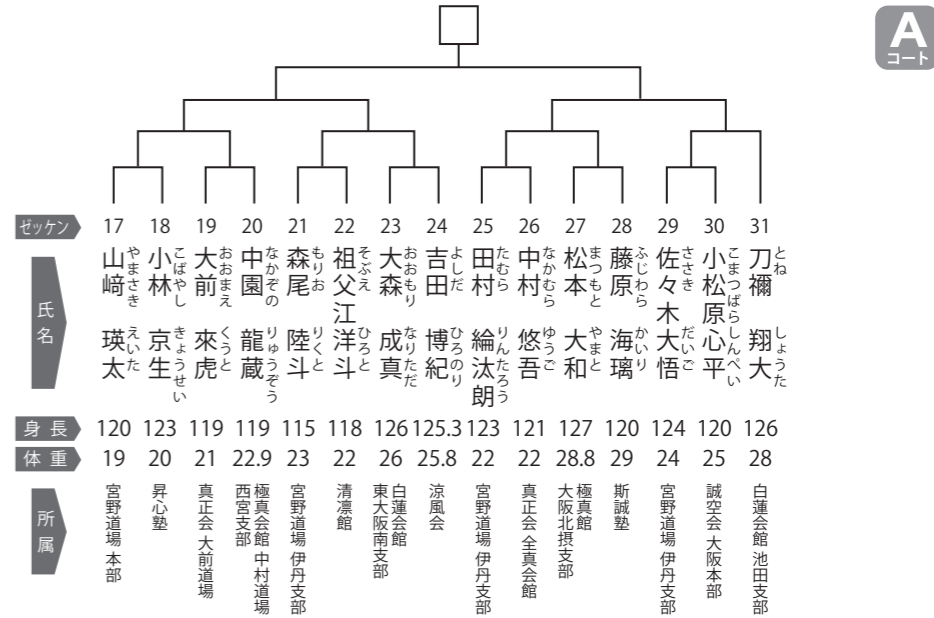 A
コート
ゼッケン 17 18 19 20 21 22 23 24 25 26 27 28 29 30 31
氏名
山﨑 瑛太
やまさき えいた
小林 京生
こばやし きょうせい
大前 來虎
おおまえ くうと
中園 龍蔵
なかぞの りゅうぞう
森尾 陸斗
もりお りくと
祖父江 洋斗
そぶえ ひろと
大森 成真
おおもり なりただ
吉田 博紀
よしだ ひろのり
田村 綸汰朗
たむら りんたろう
中村 悠吾
なかむら ゆうご
松本 大和
まつもと やまと
藤原 海璃
ふじわら かいり
佐々木 大悟
ささき だいご
小松原 心平
こまつばら しんぺい
刀禰 翔大
とね しょうた
身長 120 123 119 119 115 118 126 125.3 123 121 127 120 124 120 126
体重 19 20 21 22.9 23 22 26 25.8 22 22 28.8 29 24 25 28
所属
宮野道場 本部
昇心塾
真正会 大前道場
極真会館 中村道場
西宮支部
宮野道場 伊丹支部
清凛館
白蓮会館
東大阪南支部
涼風会
宮野道場 伊丹支部
真正会 全真会館
極真館
大阪北摂支部
斯誠塾
宮野道場 伊丹支部
誠空会 大阪本部
白蓮会館 池田支部